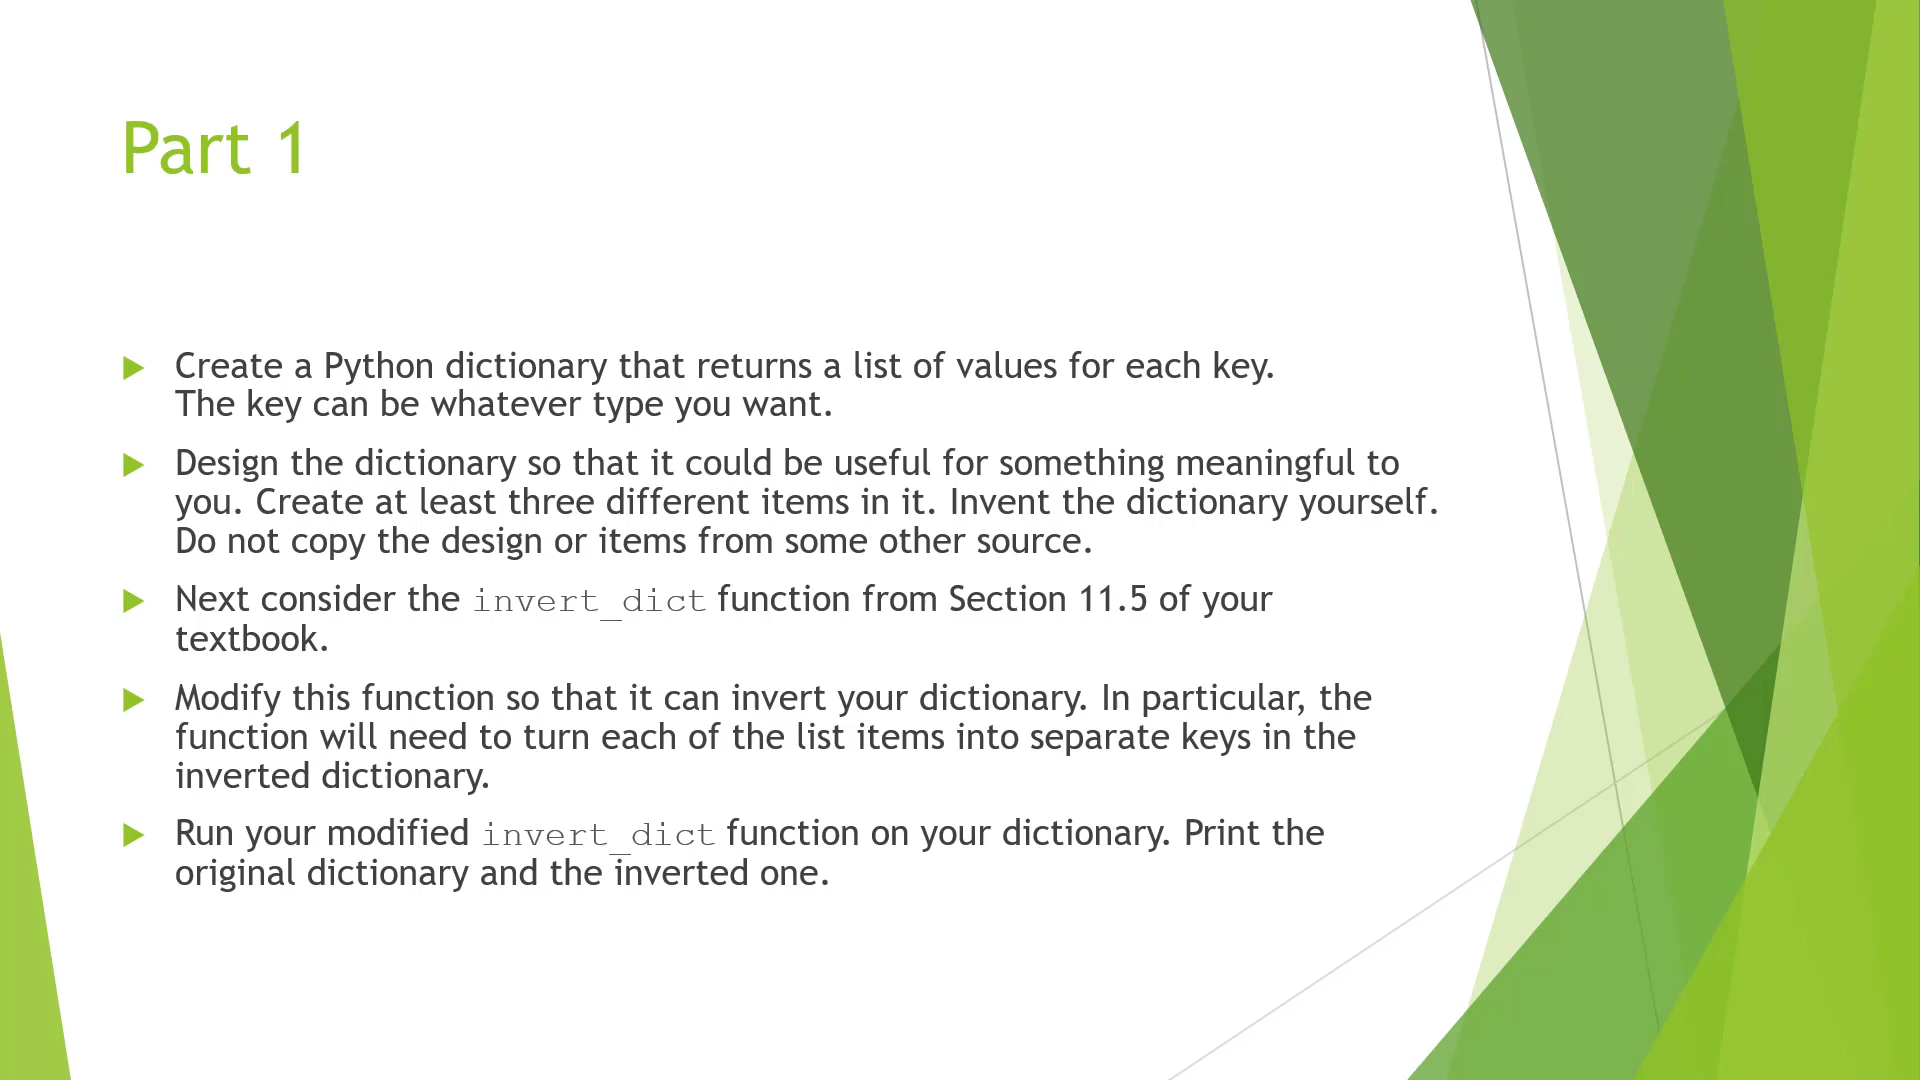 Part 1
Create a Python dictionary that returns a list of values for each key.
The key can be whatever type you want.
Design the dictionary so that it could be useful for something meaningful to
you. Create at least three different items in it. Invent the dictionary yourself.
Do not copy the design or items from some other source.
Next consider the invert_dict function from Section 11.5 of your
textbook.
Modify this function so that it can invert your dictionary. In particular, the
function will need to turn each of the list items into separate keys in the
inverted dictionary.
Run your modified invert_dict function on your dictionary. Print the
original dictionary and the inverted one.